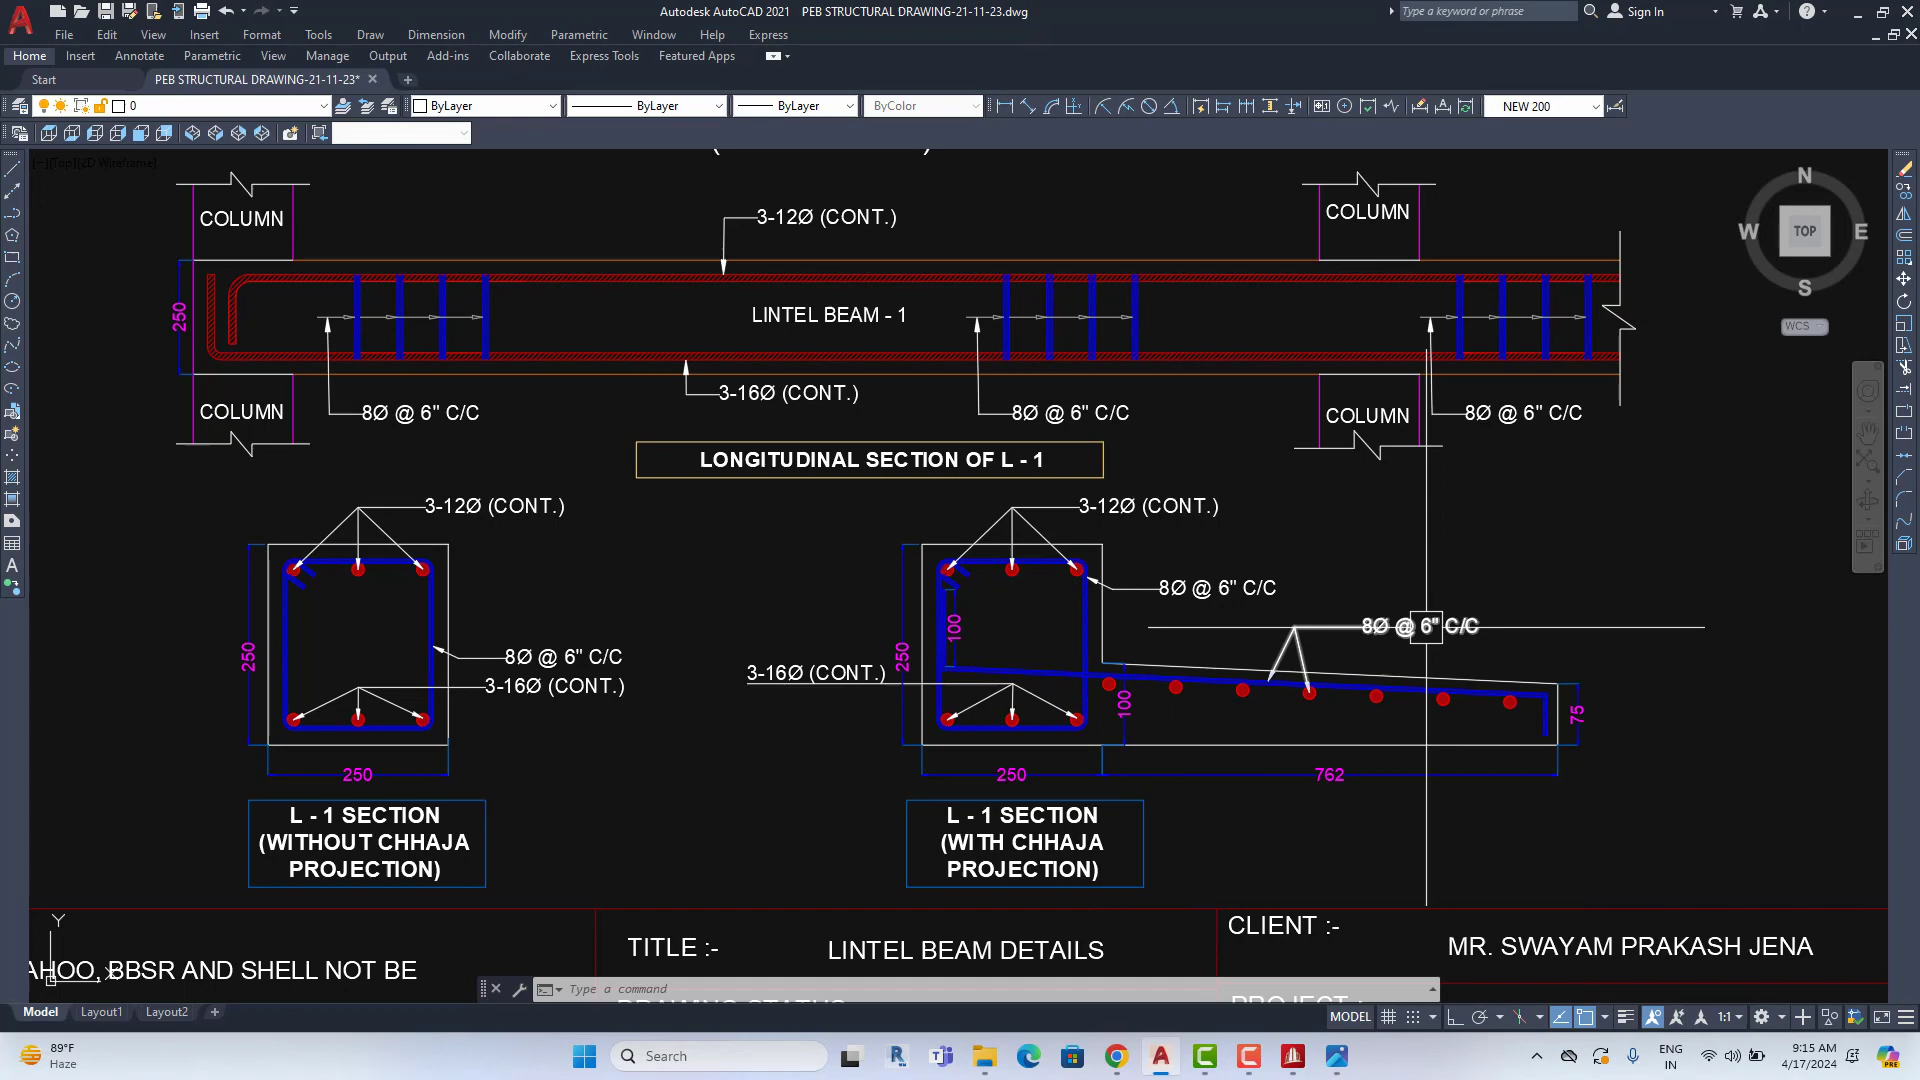 Autodesk AutoCAD 2021 PEB STRUCTURAL DRAWING-21-11-23.dwg
Type a keyword or phrase
Sign In
File Edit View Insert Format Tools Draw Dimension Modify Parametric Window Help Express
Home Insert Annotate Parametric View Manage Output Add-ins Collaborate Express Tools Featured Apps
Start
PEB STRUCTURAL DRAWING-21-11-23*
0
ByLayer
ByLayer
ByLayer
ByColor
NEW 200
[−][Top][2D Wireframe]
N
W
TOP
E
S
WCS
COLUMN
3-12Ø (CONT.)
COLUMN
250
LINTEL BEAM - 1
3-16Ø (CONT.)
COLUMN
8Ø @ 6" C/C
8Ø @ 6" C/C
COLUMN
8Ø @ 6" C/C
LONGITUDINAL SECTION OF L - 1
3-12Ø (CONT.)
250
8Ø @ 6" C/C
3-16Ø (CONT.)
250
L - 1 SECTION
(WITHOUT CHHAJA
PROJECTION)
3-12Ø (CONT.)
8Ø @ 6" C/C
8Ø @ 6" C/C
100
250
3-16Ø (CONT.)
100
75
250
762
L - 1 SECTION
(WITH CHHAJA
PROJECTION)
Y
X
AHOO, BBSR AND SHELL NOT BE
TITLE :-
LINTEL BEAM DETAILS
CLIENT :-
MR. SWAYAM PRAKASH JENA
DRAWING STATUS
PROJECT :-
Type a command
Model Layout1 Layout2
MODEL
1:1
89°F
Haze
Search
ENG
IN
9:15 AM
4/17/2024
PRE